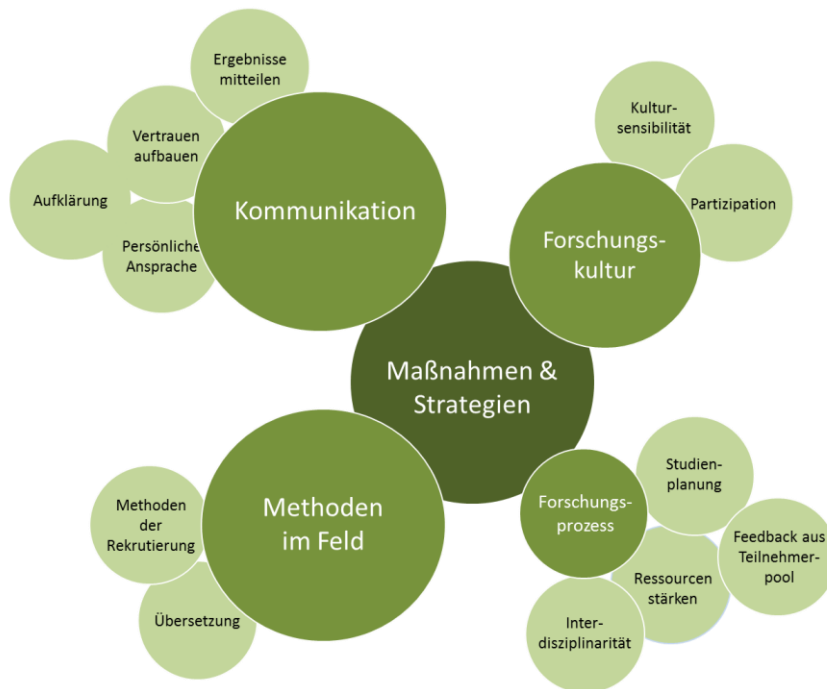 Ergebnisse
mitteilen
Vertrauen
aufbauen
Aufklärung
Persönliche
Ansprache
Kommunikation
Kultur-
sensibilität
Partizipation
Forschungs-
kultur
Maßnahmen &
Strategien
Methoden
der
Rekrutierung
Übersetzung
Methoden
im Feld
Forschungs-
prozess
Studien-
planung
Feedback aus
Teilnehmer-
pool
Ressourcen
stärken
Inter-
disziplinarität